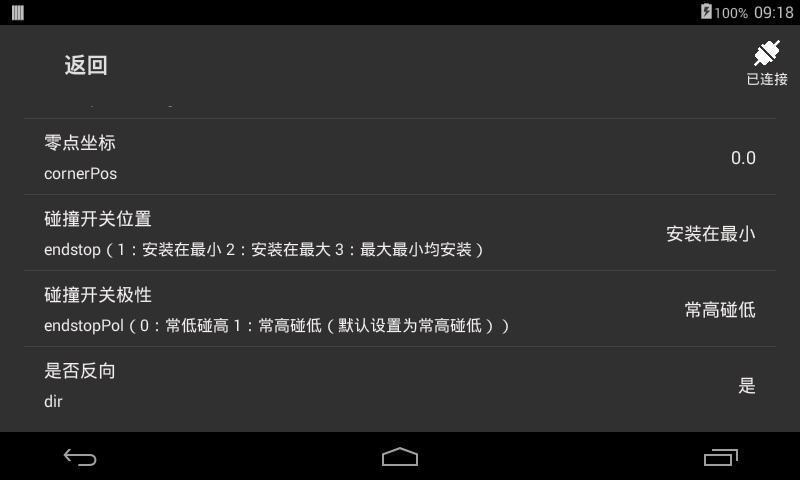 100% 09:18
返回
已连接
零点坐标
cornerPos
0.0
碰撞开关位置
endstop（1：安装在最小 2：安装在最大 3：最大最小均安装）
安装在最小
碰撞开关极性
endstopPol（0：常低碰高 1：常高碰低（默认设置为常高碰低））
常高碰低
是否反向
dir
是